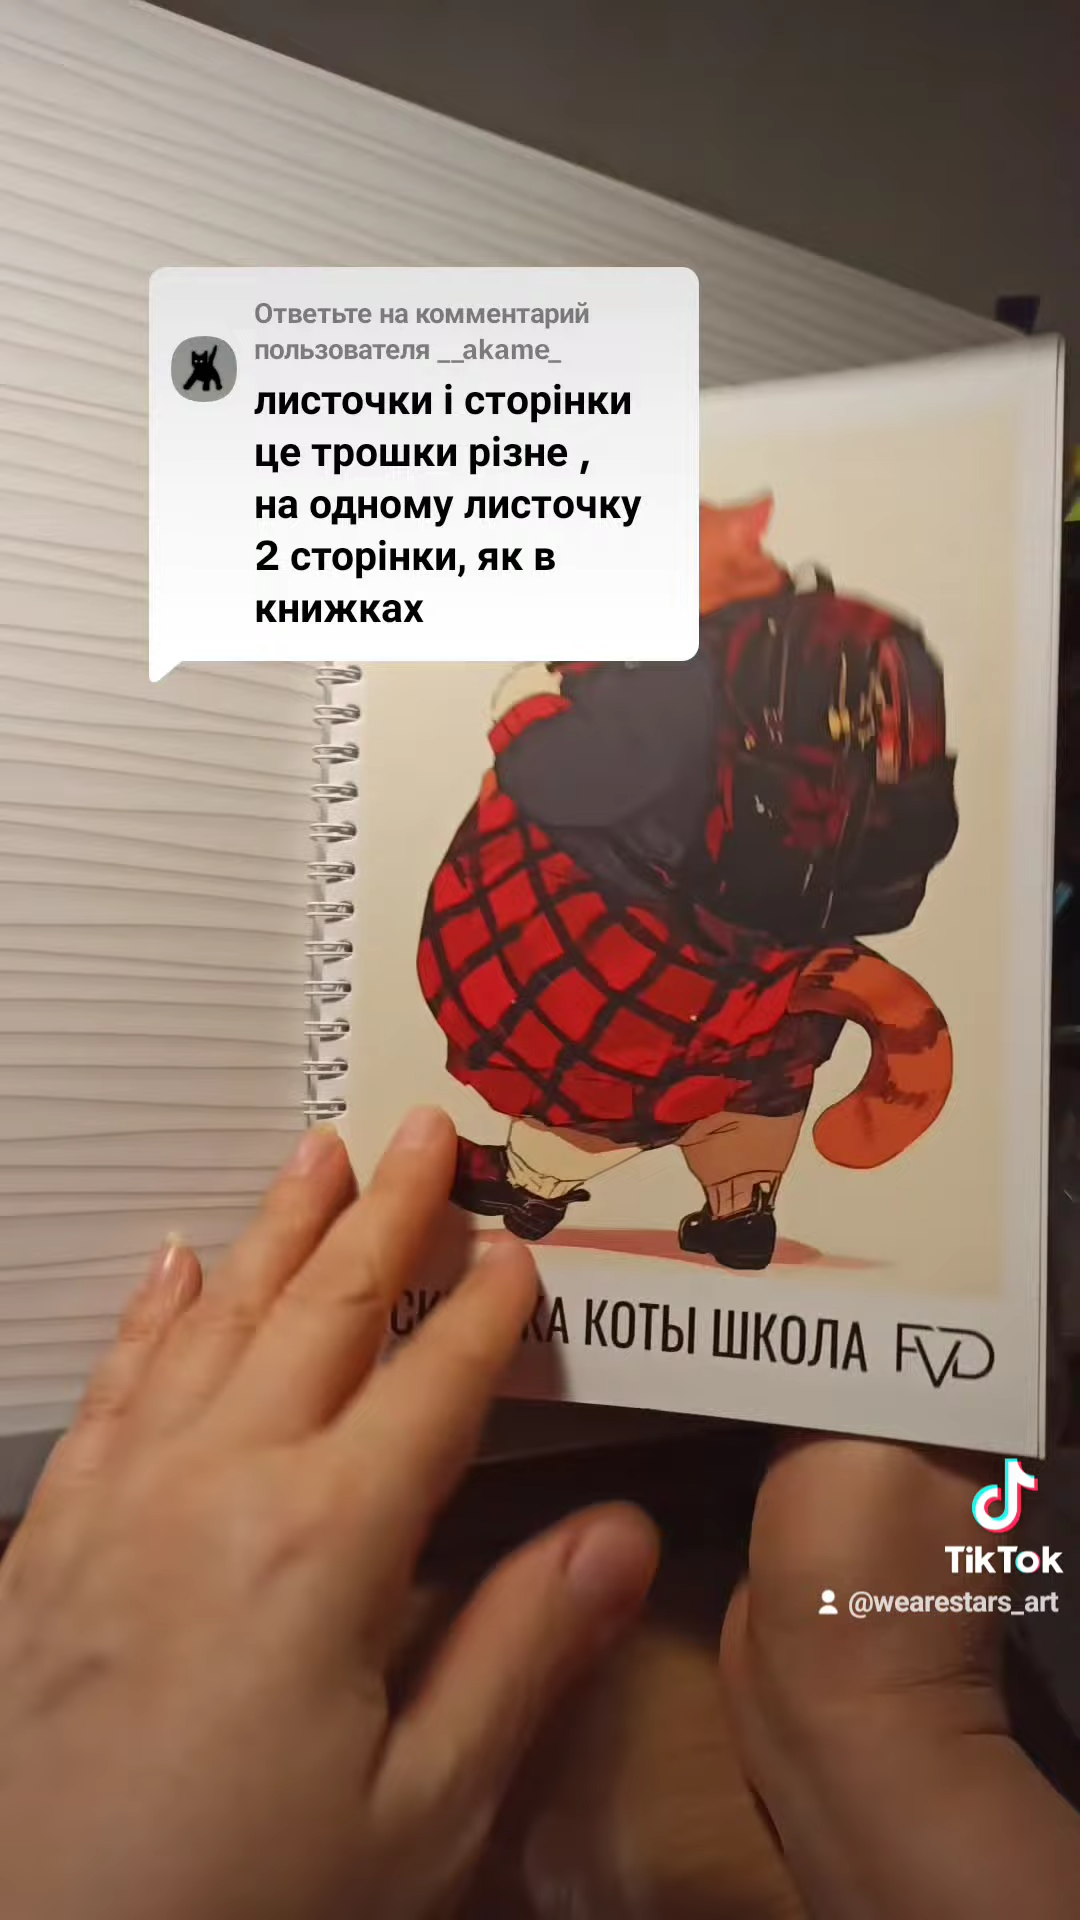 Ответьте на комментарий
пользователя __akame_
листочки і сторінки
це трошки різне ,
на одному листочку
2 сторінки, як в
книжках
КОТЫ ШКОЛА FVD
TikTok
@wearestars_art